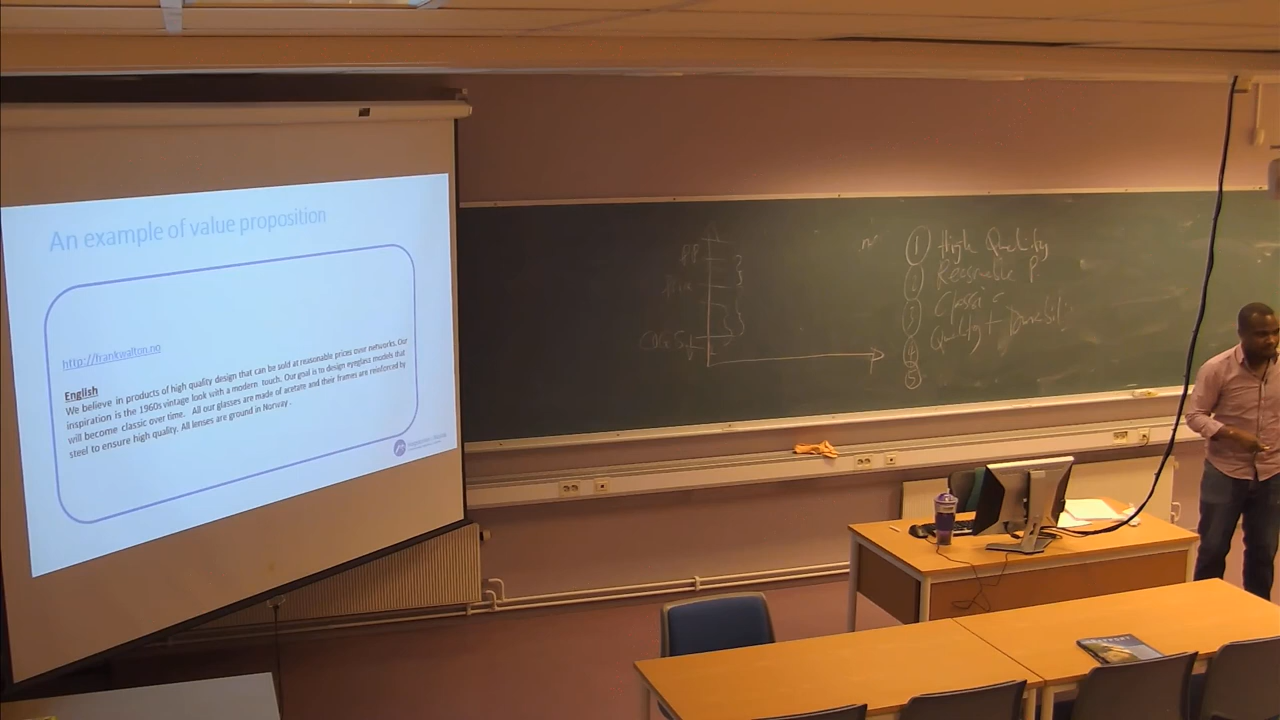 An example of value proposition
http://frankwalton.no
English
We believe in products of high quality design that can be sold at reasonable prices over networks. Our
inspiration is the 1960s vintage look with a modern touch. Our goal is to design eyeglass models that
will become classic over time. All our glasses are made of acetate and their frames are reinforced by
steel to ensure high quality. All lenses are ground in Norway.
1 High Quality
2 Reasonable P.
3 Classic
Quality +
4
5